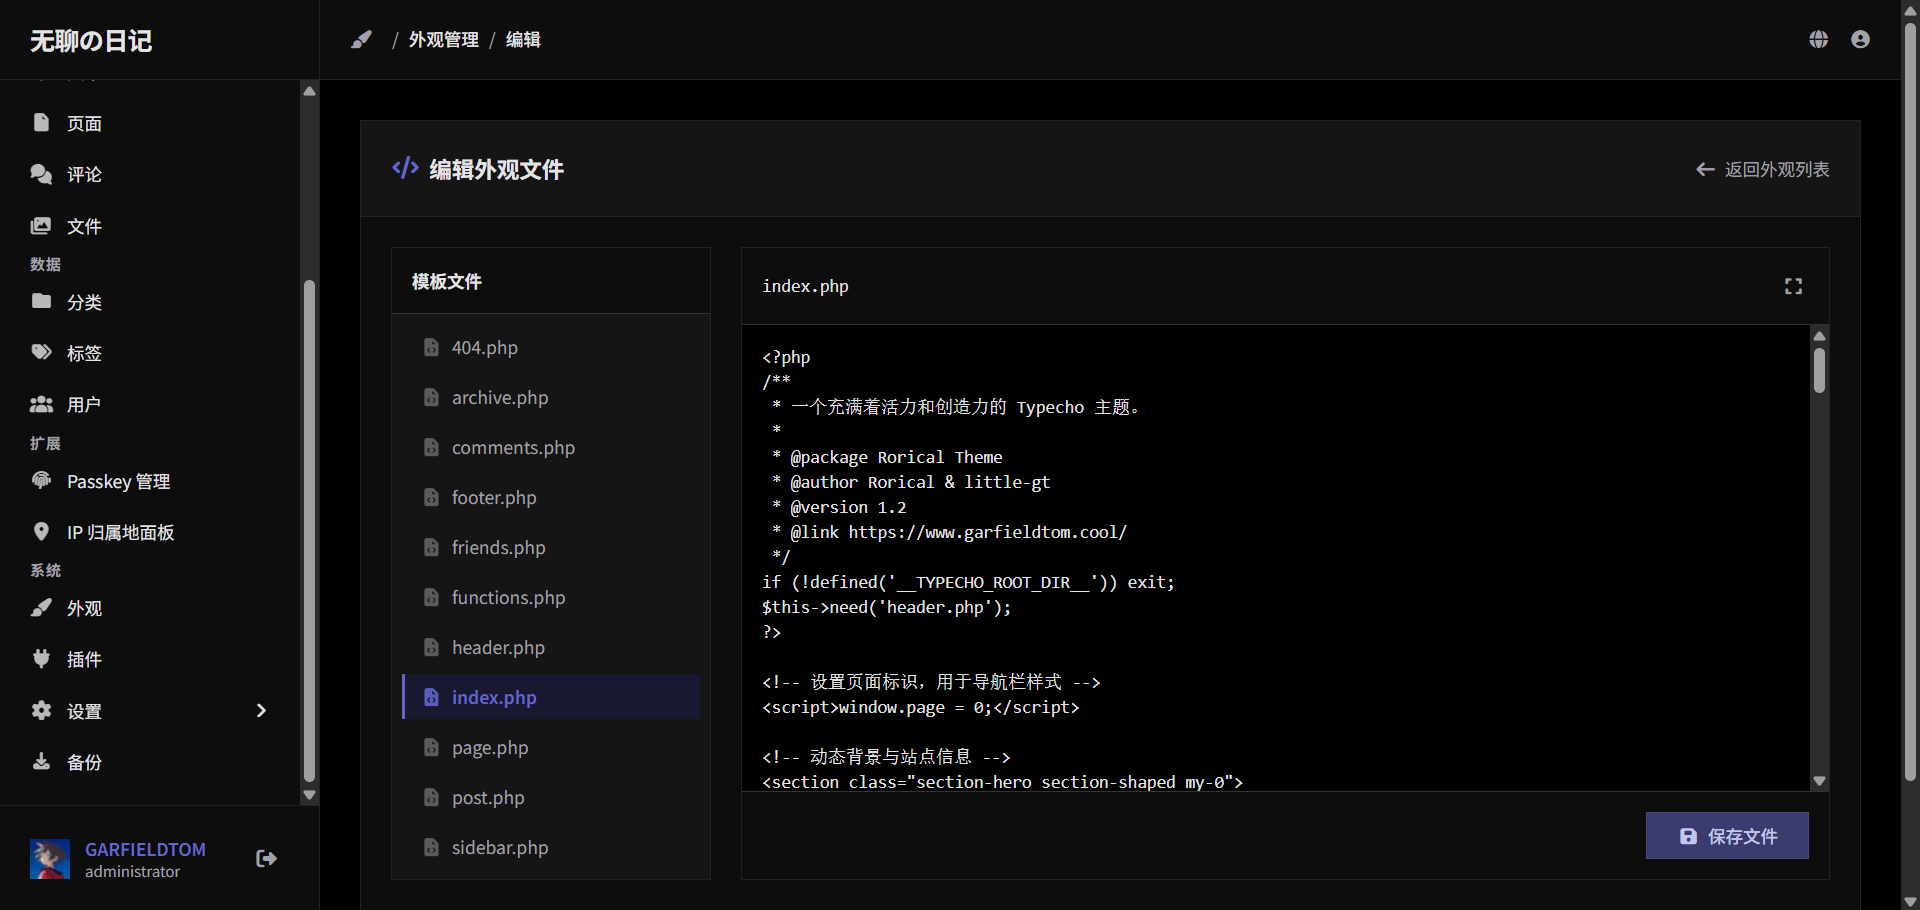 无聊の日记
/ 外观管理 / 编辑
页面
评论
文件
数据
分类
标签
用户
扩展
Passkey 管理
IP 归属地面板
系统
外观
插件
设置
备份
GARFIELDTOM
administrator
</> 编辑外观文件
返回外观列表
模板文件
404.php
archive.php
comments.php
footer.php
friends.php
functions.php
header.php
index.php
page.php
post.php
sidebar.php
index.php
<?php
/**
 * 一个充满着活力和创造力的 Typecho 主题。
 *
 * @package Rorical Theme
 * @author Rorical & little-gt
 * @version 1.2
 * @link https://www.garfieldtom.cool/
 */
if (!defined('__TYPECHO_ROOT_DIR__')) exit;
$this->need('header.php');
?>
<!-- 设置页面标识，用于导航栏样式 -->
<script>window.page = 0;</script>
<!-- 动态背景与站点信息 -->
<section class="section-hero section-shaped my-0">
保存文件